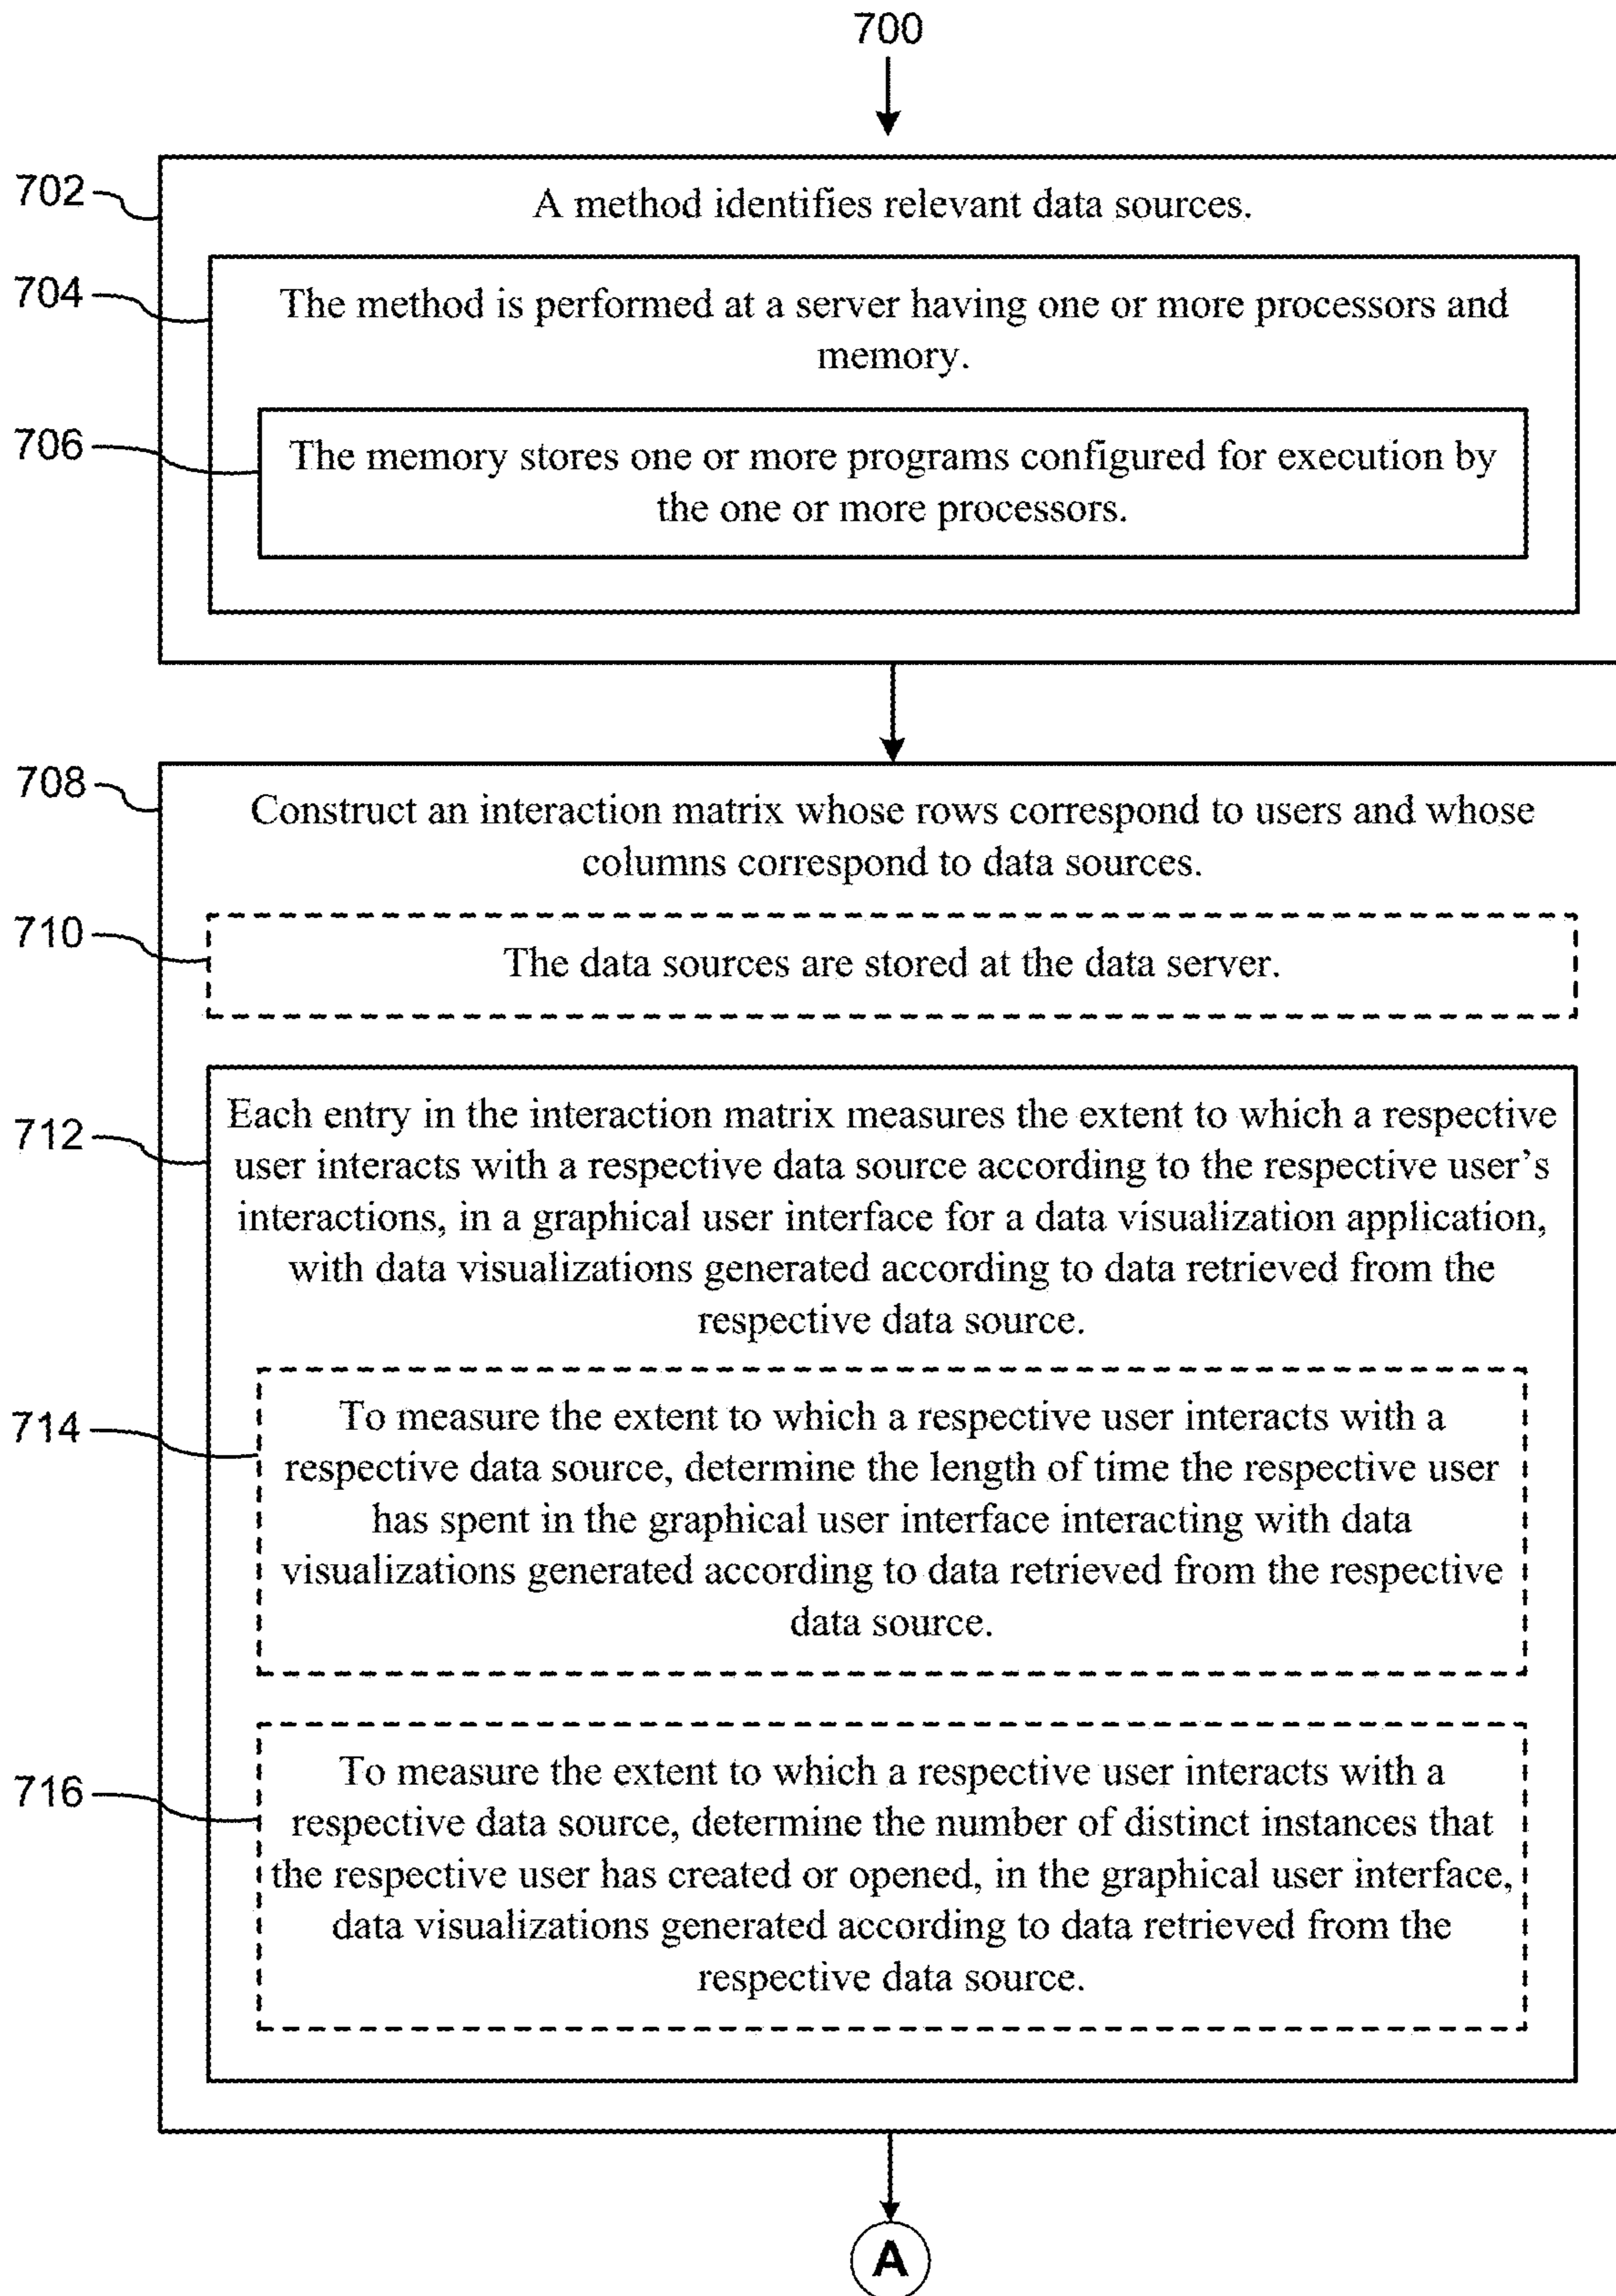 700
702
A method identifies relevant data sources.
704
The method is performed at a server having one or more processors and
memory.
706
The memory stores one or more programs configured for execution by
the one or more processors.
708
Construct an interaction matrix whose rows correspond to users and whose
columns correspond to data sources.
710
The data sources are stored at the data server.
712
Each entry in the interaction matrix measures the extent to which a respective
user interacts with a respective data source according to the respective user’s
interactions, in a graphical user interface for a data visualization application,
with data visualizations generated according to data retrieved from the
respective data source.
714
To measure the extent to which a respective user interacts with a
respective data source, determine the length of time the respective user
has spent in the graphical user interface interacting with data
visualizations generated according to data retrieved from the respective
data source.
716
To measure the extent to which a respective user interacts with a
respective data source, determine the number of distinct instances that
the respective user has created or opened, in the graphical user interface,
data visualizations generated according to data retrieved from the
respective data source.
A